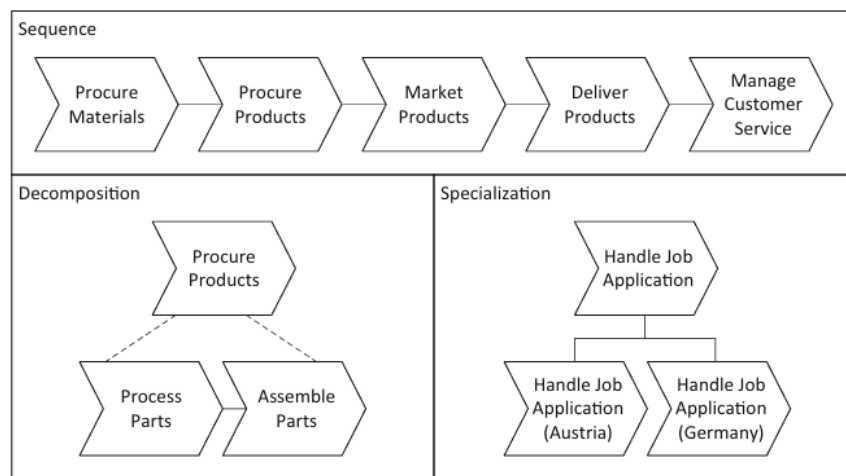 Sequence
Procure
Materials
Procure
Products
Market
Products
Deliver
Products
Manage
Customer
Service
Decomposition
Procure
Products
Process
Parts
Assemble
Parts
Specialization
Handle Job
Application
Handle Job
Application
(Austria)
Handle Job
Application
(Germany)